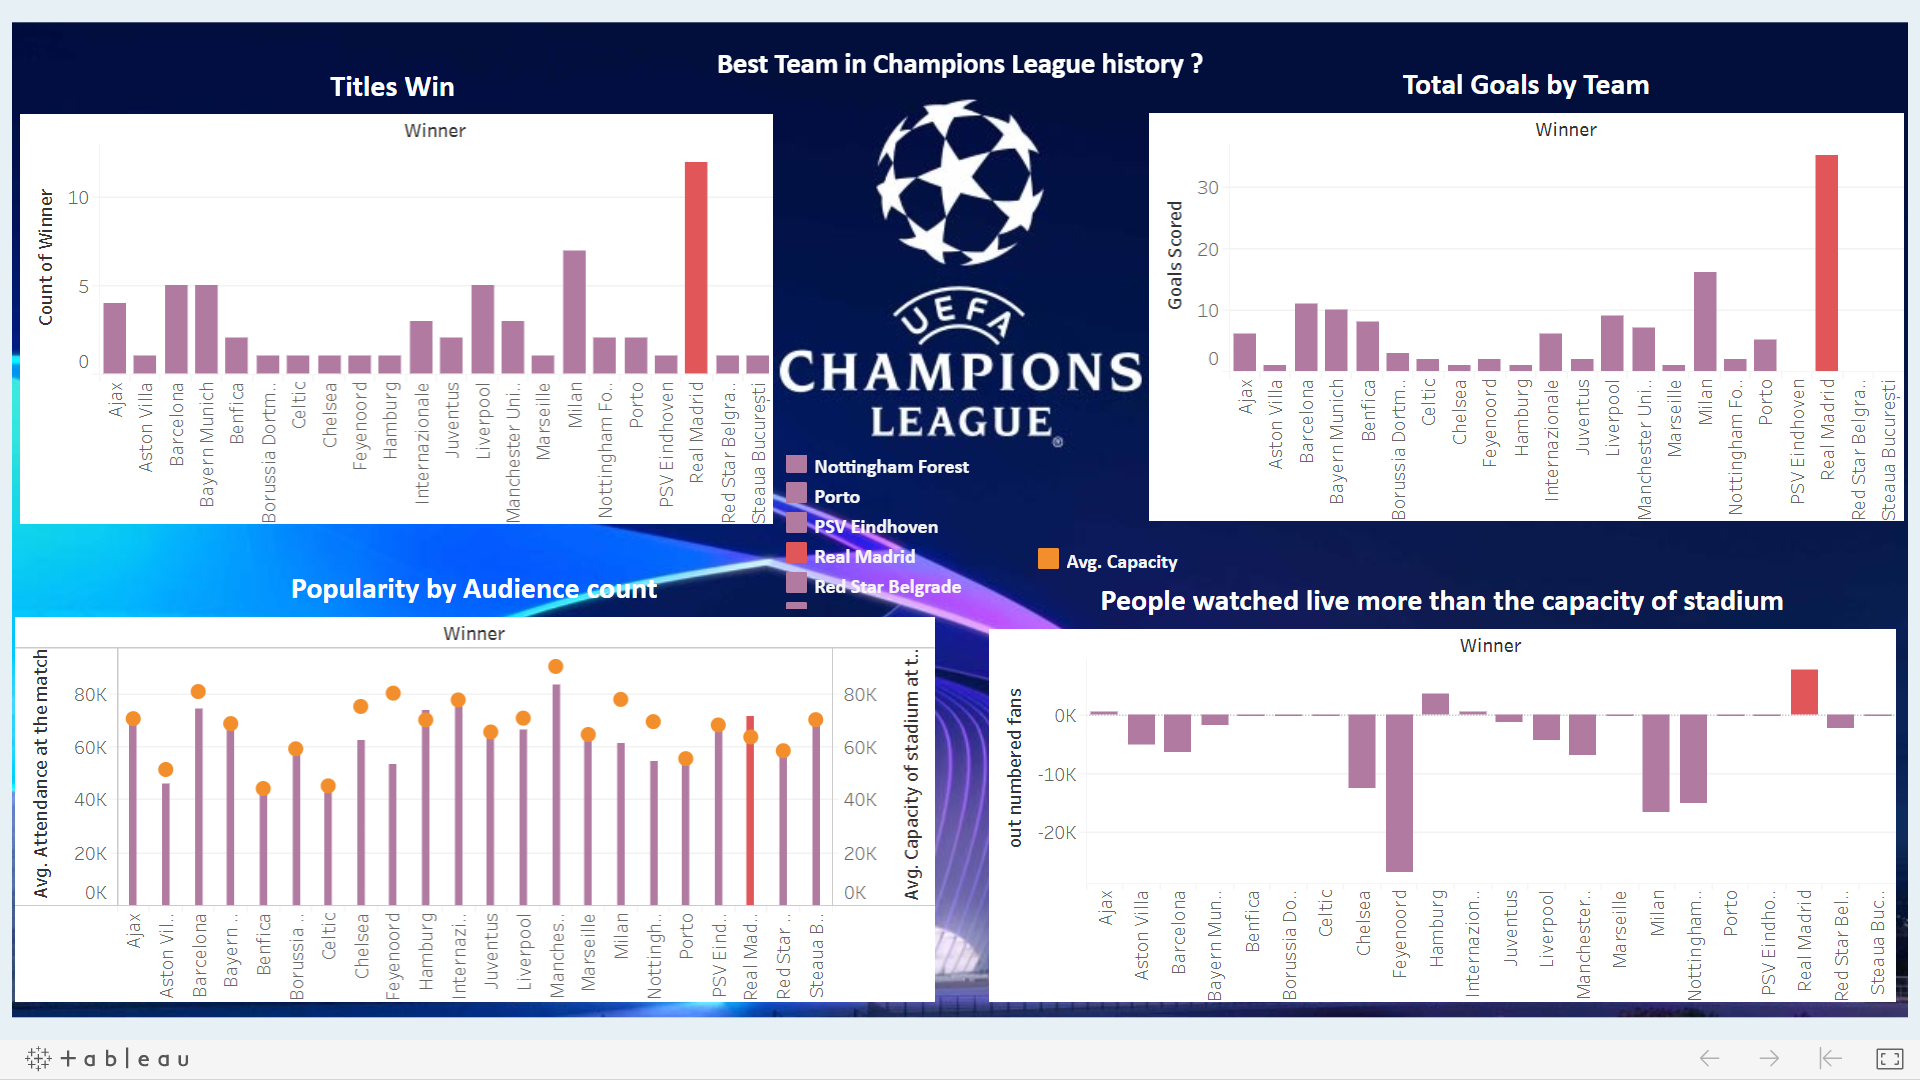 Best Team in Champions League history ?
Titles Win
Winner
Count of Winner
10
5
0
Ajax
Aston Villa
Barcelona
Bayern Munich
Benfica
Borussia Dortm..
Celtic
Chelsea
Feyenoord
Hamburg
Internazionale
Juventus
Liverpool
Manchester Uni..
Marseille
Milan
Nottingham Fo..
Porto
PSV Eindhoven
Real Madrid
Red Star Belgra..
Steaua Bucuresti
UEFA
CHAMPIONS
LEAGUE
®
Nottingham Forest
Porto
PSV Eindhoven
Real Madrid
Red Star Belgrade
Total Goals by Team
Winner
Goals Scored
30
20
10
0
Ajax
Aston Villa
Barcelona
Bayern Munich
Benfica
Borussia Dortm..
Celtic
Chelsea
Feyenoord
Hamburg
Internazionale
Juventus
Liverpool
Manchester Uni..
Marseille
Milan
Nottingham Fo..
Porto
PSV Eindhoven
Real Madrid
Red Star Belgra..
Steaua Bucureşti
Popularity by Audience count
Winner
Avg. Attendance at the match
80K
60K
40K
20K
0K
80K
60K
40K
20K
0K
Avg. Capacity of stadium at t..
Ajax
Aston Vil..
Barcelona
Bayern ..
Benfica
Borussia ..
Celtic
Chelsea
Feyenoord
Hamburg
Internazi..
Juventus
Liverpool
Manches..
Marseille
Milan
Nottingh..
Porto
PSV Eind..
Real Mad..
Red Star ..
Steaua B..
Avg. Capacity
People watched live more than the capacity of stadium
Winner
out numbered fans
0K
-10K
-20K
Ajax
Aston Villa
Barcelona
Bayern Mun..
Benfica
Borussia Do..
Celtic
Chelsea
Feyenoord
Hamburg
Internazion..
Juventus
Liverpool
Manchester..
Marseille
Milan
Nottingham..
Porto
PSV Eindho..
Real Madrid
Red Star Bel..
Steaua Buc..
+ableau